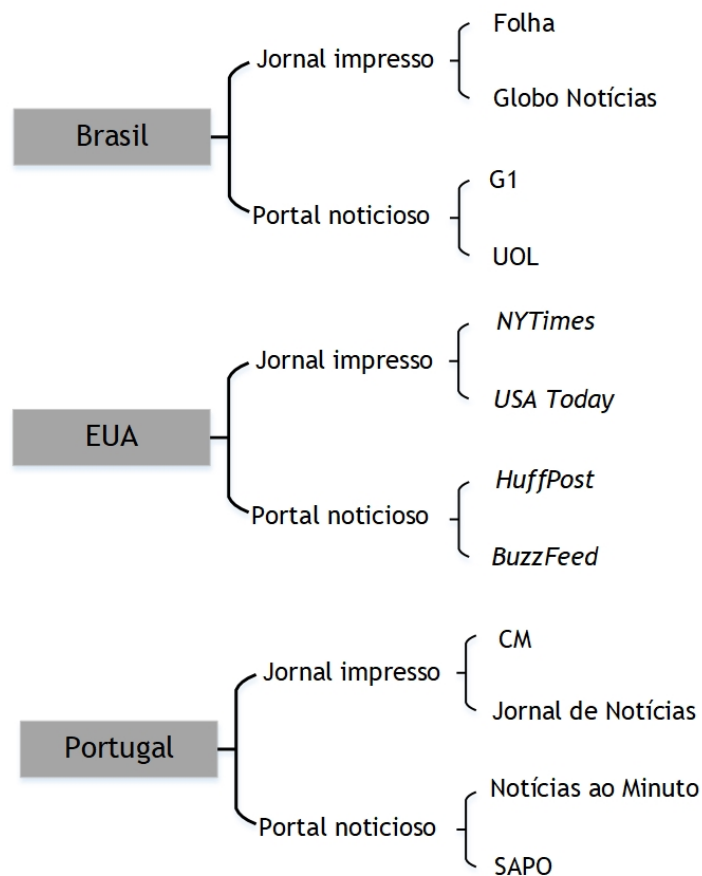 Brasil
Jornal impresso
Folha
Globo Notícias
Portal noticioso
G1
UOL
EUA
Jornal impresso
NYTimes
USA Today
Portal noticioso
HuffPost
BuzzFeed
Portugal
Jornal impresso
CM
Jornal de Notícias
Portal noticioso
Notícias ao Minuto
SAPO